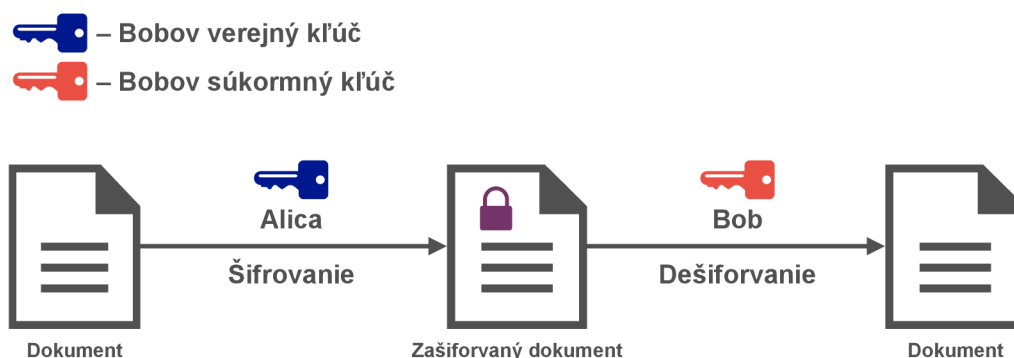 – Bobov verejný kľúč
– Bobov súkormný kľúč
Alica
Bob
Šifrovanie
Dešiforvanie
Dokument
Zašiforvaný dokument
Dokument